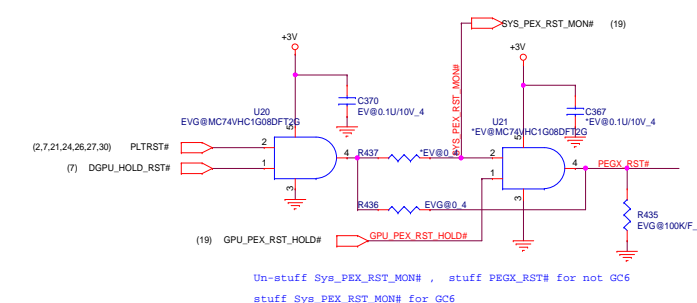 SYS_PEX_RST_MON# (19)
+3V
+3V
SYS_PEX_RST_MON#
C370
EV@0.1U/10V_4
C367
*EV@0.1U/10V_4
U20
EVG@MC74VHC1G08DFT2G
U21
*EV@MC74VHC1G08DFT2G
5
5
(2,7,21,24,26,27,30) PLTRST# 2
(7) DGPU_HOLD_RST# 1
4
R437 *EV@0_4
2
1
4
PEGX_RST#
3
3
R436 EVG@0_4
R435
EVG@100K/F_
(19) GPU_PEX_RST_HOLD# GPU_PEX_RST_HOLD#
Un-stuff Sys_PEX_RST_MON# , stuff PEGX_RST# for not GC6
stuff Sys_PEX_RST_MON# for GC6